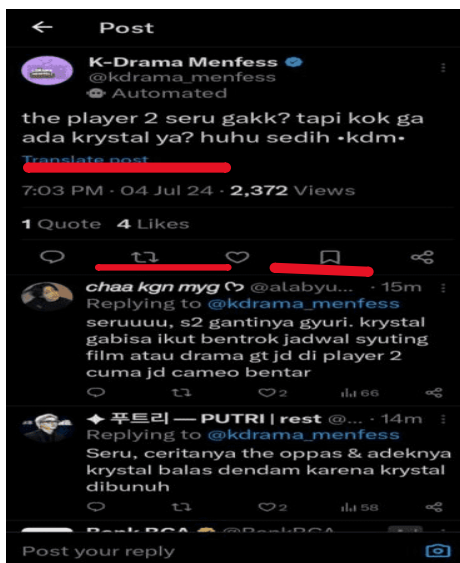 Post
K-Drama Menfess
@kdrama_menfess
Automated
the player 2 seru gakk? tapi kok ga
ada krystal ya? huhu sedih •kdm•
Translate post
7:03 PM · 04 Jul 24 · 2,372 Views
1 Quote 4 Likes
chaa kgn myg @alabyu... · 15m
Replying to @kdrama_menfess
seruuuu, s2 gantinya gyuri. krystal
gabisa ikut bentrok jadwal syuting
film atau drama gt jd di player 2
cuma jd cameo bentar
2 66
✦ 푸트리 — PUTRI | rest @... · 14m
Replying to @kdrama_menfess
Seru, ceritanya the oppas & adeknya
krystal balas dendam karena krystal
dibunuh
2 58
Post your reply